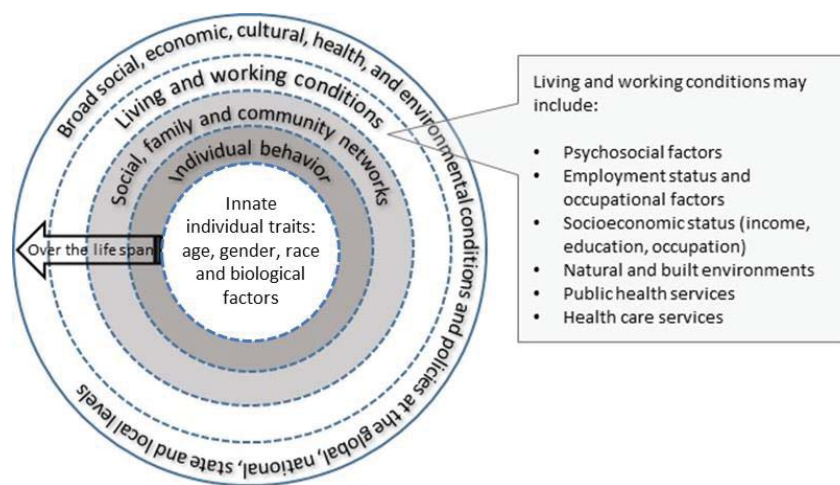 Broad social, economic, cultural, health, and environmental conditions and policies at the global, national, state and local levels
Living and working conditions
Social, family and community networks
Individual behavior
Innate
individual traits:
age, gender, race
and biological
factors
Over the life span
Living and working conditions may
include:
• Psychosocial factors
• Employment status and
occupational factors
• Socioeconomic status (income,
education, occupation)
• Natural and built environments
• Public health services
• Health care services